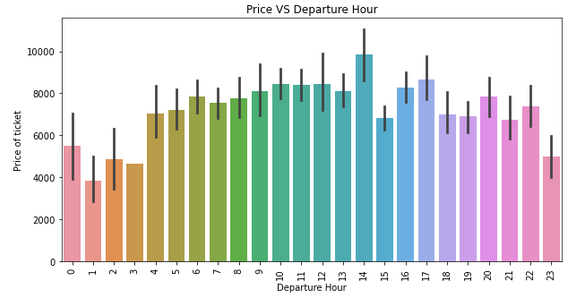 Price VS Departure Hour
Price of ticket
10000
8000
6000
4000
2000
0
0 1 2 3 4 5 6 7 8 9 10 11 12 13 14 15 16 17 18 19 20 21 22 23
Departure Hour